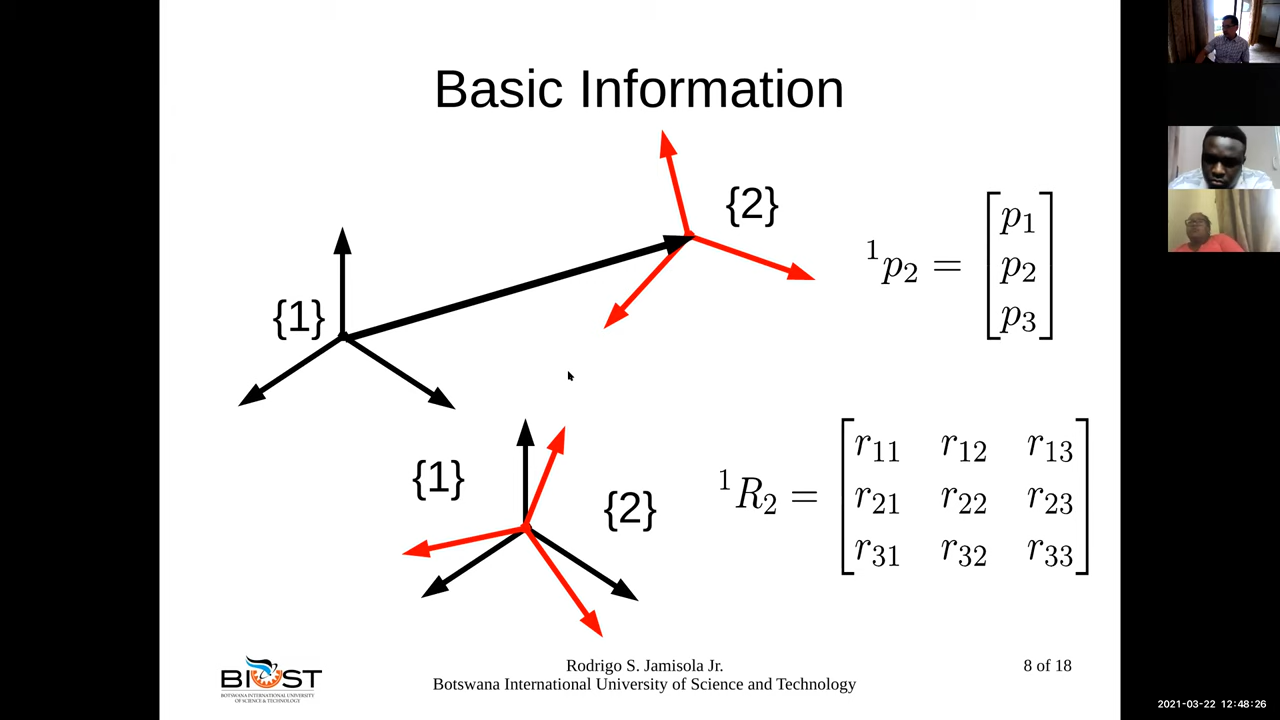 Basic Information
{2}
{1}
¹p₂ = [p₁ p₂ p₃]
{1}
{2}
¹R₂ = [r₁₁ r₁₂ r₁₃
r₂₁ r₂₂ r₂₃
r₃₁ r₃₂ r₃₃]
BIUST
BOTSWANA INTERNATIONAL UNIVERSITY
OF SCIENCE & TECHNOLOGY
Rodrigo S. Jamisola Jr.
Botswana International University of Science and Technology
8 of 18
2021-03-22 12:48:26